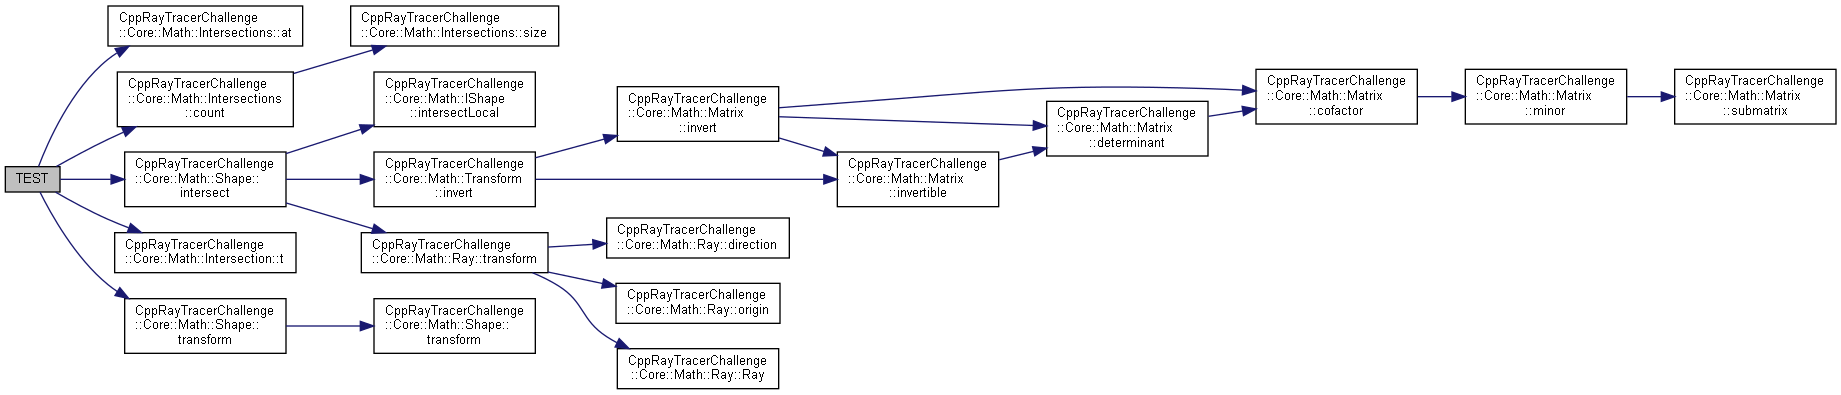 TEST
CppRayTracerChallenge
::Core::Math::Intersections::at
CppRayTracerChallenge
::Core::Math::Intersections
::count
CppRayTracerChallenge
::Core::Math::Shape::
intersect
CppRayTracerChallenge
::Core::Math::Intersection::t
CppRayTracerChallenge
::Core::Math::Shape::
transform
CppRayTracerChallenge
::Core::Math::Intersections::size
CppRayTracerChallenge
::Core::Math::IShape
::intersectLocal
CppRayTracerChallenge
::Core::Math::Transform
::invert
CppRayTracerChallenge
::Core::Math::Ray::transform
CppRayTracerChallenge
::Core::Math::Shape::
transform
CppRayTracerChallenge
::Core::Math::Matrix
::invert
CppRayTracerChallenge
::Core::Math::Ray::direction
CppRayTracerChallenge
::Core::Math::Ray::origin
CppRayTracerChallenge
::Core::Math::Ray::Ray
CppRayTracerChallenge
::Core::Math::Matrix
::invertible
CppRayTracerChallenge
::Core::Math::Matrix
::determinant
CppRayTracerChallenge
::Core::Math::Matrix
::cofactor
CppRayTracerChallenge
::Core::Math::Matrix
::minor
CppRayTracerChallenge
::Core::Math::Matrix
::submatrix